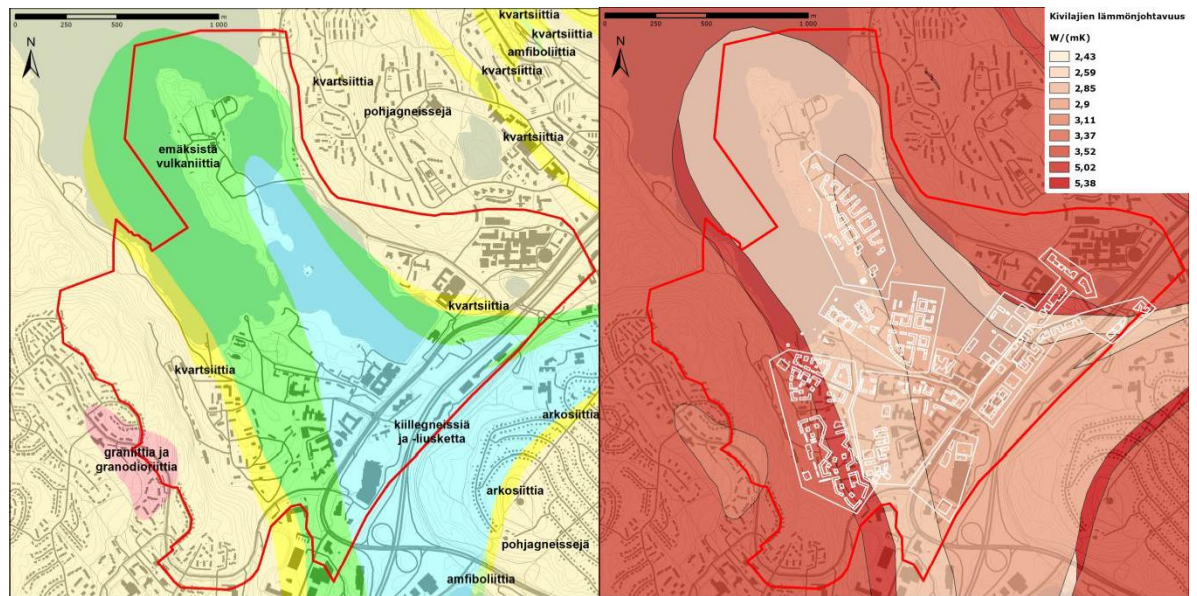 0
250
500
1 000
m
N
kvartsiittia
kvartsiittia
amfiboliittia
kvartsiittia
kvartsiittia
pohjagneissejä
kvartsiittia
emäksistä
vulkaniittia
kvartsiittia
kvartsiittia
arkosiittia
kiillegneissiä
ja -liusketta
graniittia ja
granodioriittia
arkosiittia
pohjagneissejä
amfiboliittia
0
250
500
1 000
m
N
Kivilajien lämmönjohtavuus
W/(mK)
2,43
2,59
2,85
2,9
3,11
3,37
3,52
5,02
5,38